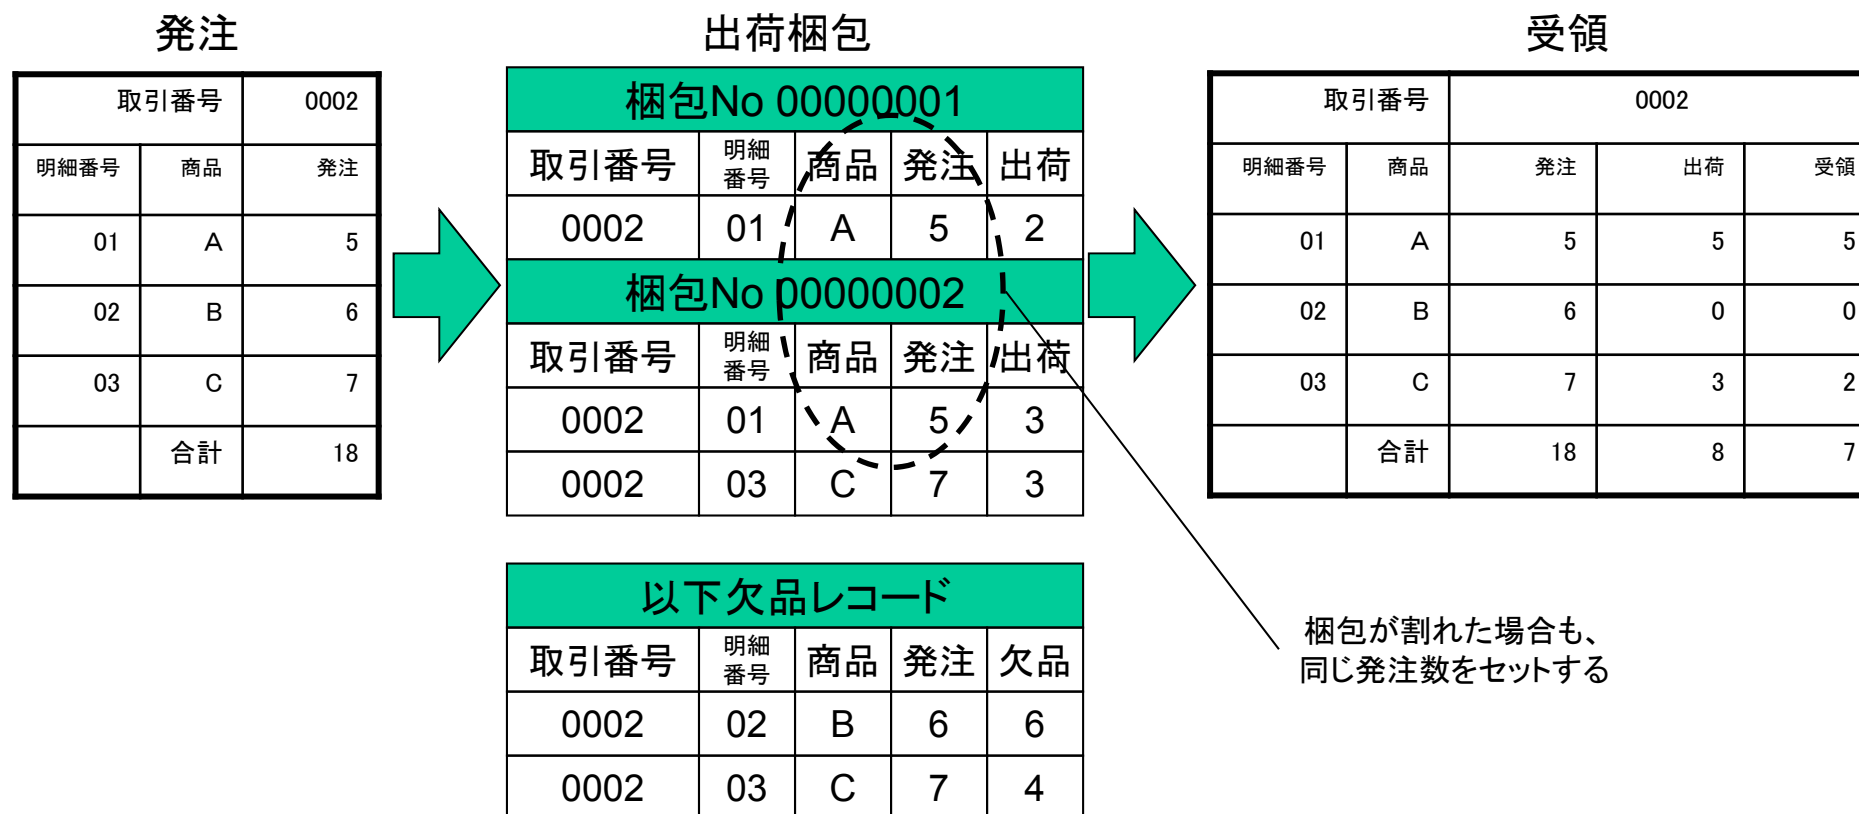 発注
取引番号 0002
明細番号 商品 発注
01 A 5
02 B 6
03 C 7
合計 18
出荷梱包
梱包No 00000001
取引番号 明細番号 商品 発注 出荷
0002 01 A 5 2
梱包No 00000002
取引番号 明細番号 商品 発注 出荷
0002 01 A 5 3
0002 03 C 7 3
以下欠品レコード
取引番号 明細番号 商品 発注 欠品
0002 02 B 6 6
0002 03 C 7 4
受領
取引番号 0002
明細番号 商品 発注 出荷 受領
01 A 5 5 5
02 B 6 0 0
03 C 7 3 2
合計 18 8 7
梱包が割れた場合も、
同じ発注数をセットする